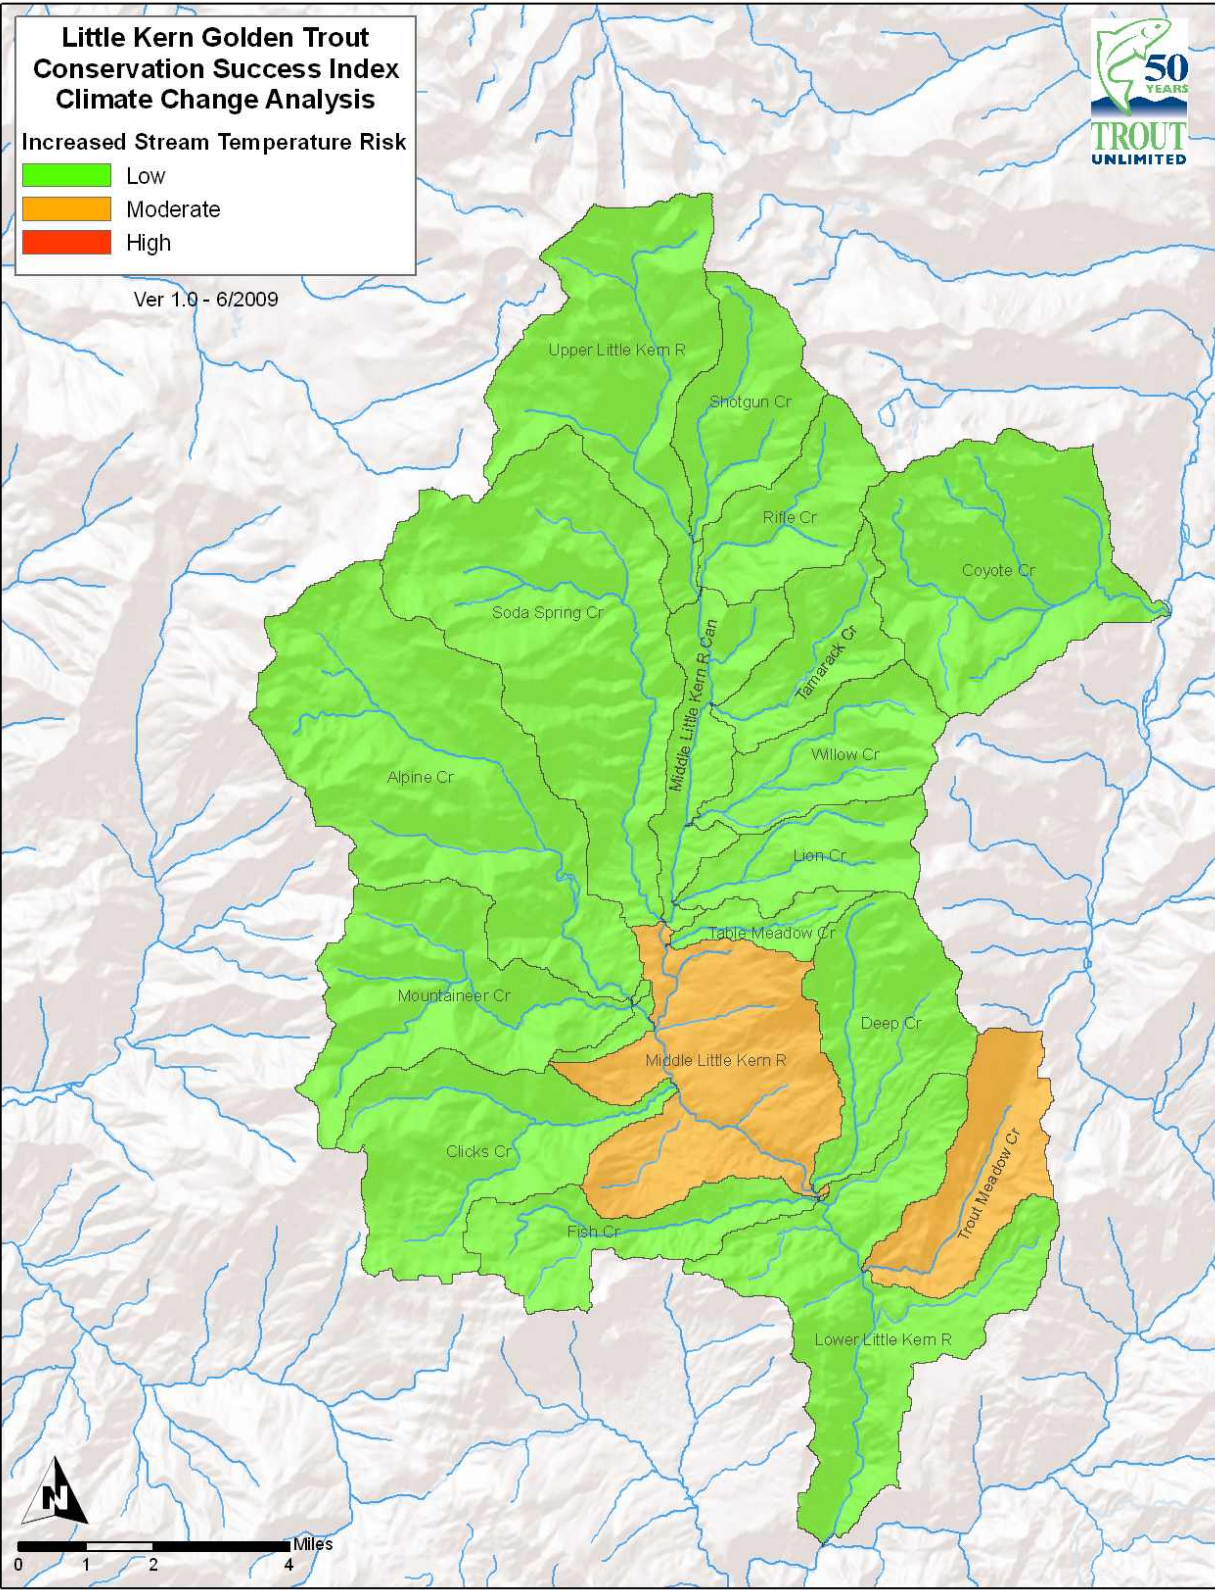 Little Kern Golden Trout
Conservation Success Index
Climate Change Analysis
Increased Stream Temperature Risk
Low
Moderate
High
Ver 1.0 - 6/2009
50
YEARS
TROUT
UNLIMITED
Upper Little Kern R
Shotgun Cr
Rifle Cr
Coyote Cr
Soda Spring Cr
Middle Little Kern R Can
Tamarack Cr
Willow Cr
Alpine Cr
Lion Cr
Table Meadow Cr
Mountaineer Cr
Deep Cr
Middle Little Kern R
Clicks Cr
Trout Meadow Cr
Fish Cr
Lower Little Kern R
N
Miles
0 1 2 4